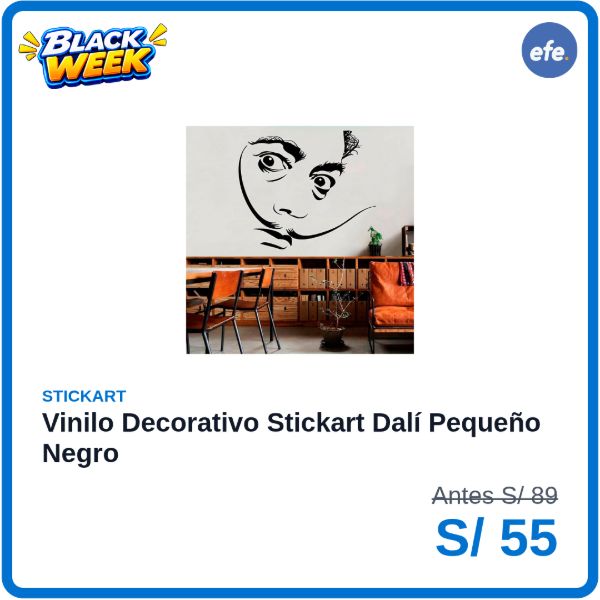 BLACK
WEEK
efe.
STICKART
Vinilo Decorativo Stickart Dalí Pequeño
Negro
Antes S/ 89
S/ 55